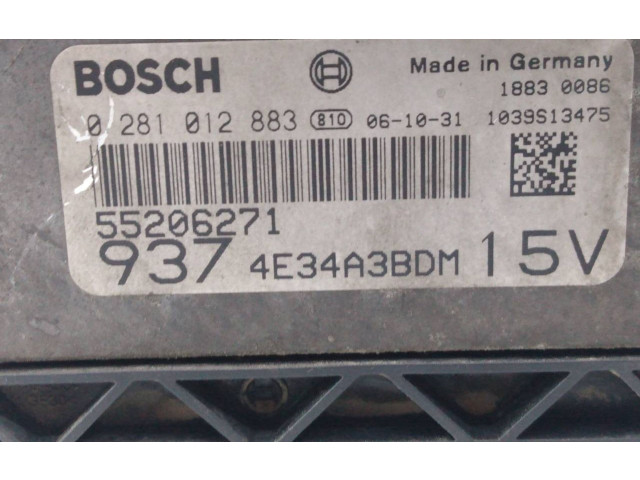 BOSCH Made in Germany
1883 0086
0 281 012 883 810 06-10-31 1039S13475
55206271
937 4E34A3BDM 15V